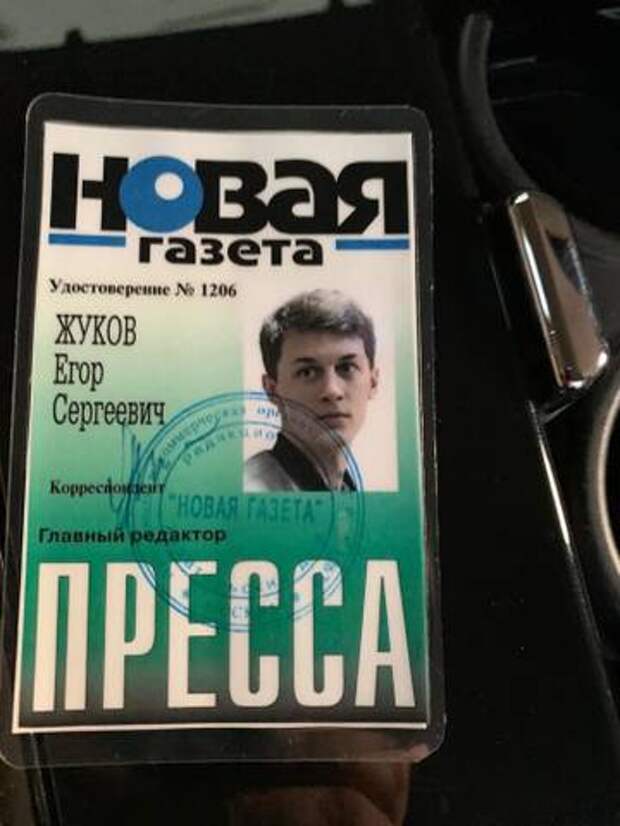 новая
газета
Удостоверение № 1206
ЖУКОВ
Егор
Сергеевич
Корреспондент
"НОВАЯ ГАЗЕТА"
Главный редактор
ПРЕССА